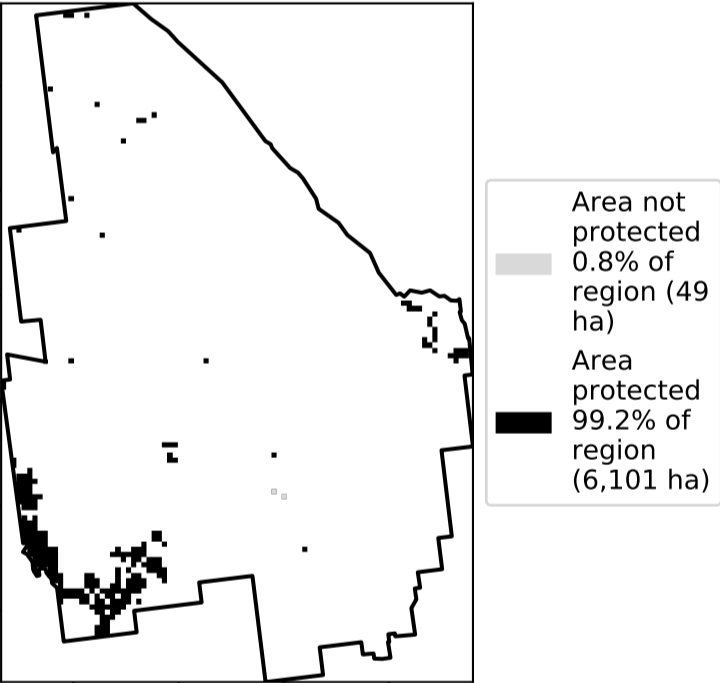 Area not
protected
0.8% of
region (49
ha)
Area
protected
99.2% of
region
(6,101 ha)